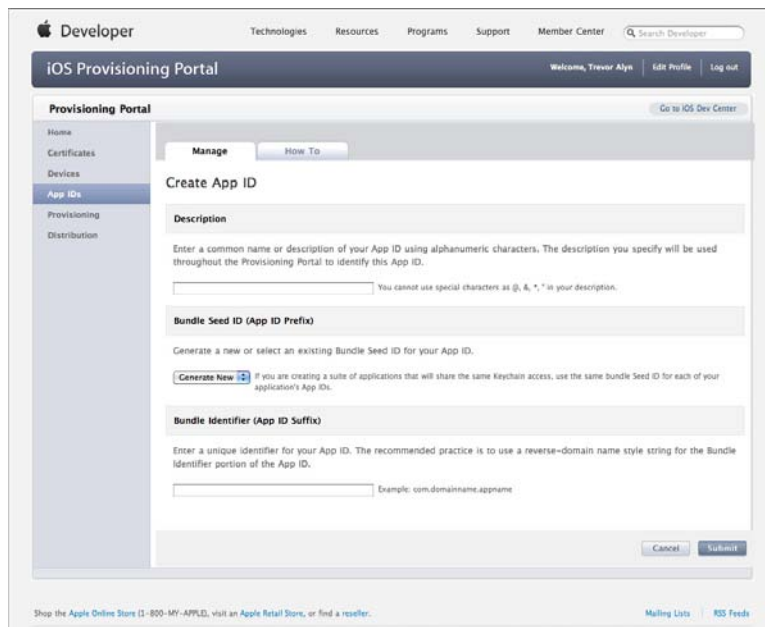 Developer
Technologies Resources Programs Support Member Center Search Developer
iOS Provisioning Portal
Welcome, Trevor Alyn Edit Profile Log out
Provisioning Portal
Go to iOS Dev Center
Home
Certificates
Devices
App IDs
Provisioning
Distribution
Manage How To
Create App ID
Description
Enter a common name or description of your App ID using alphanumeric characters. The description you specify will be used
throughout the Provisioning Portal to identify this App ID.
You cannot use special characters as @, &, *, " in your description.
Bundle Seed ID (App ID Prefix)
Generate a new or select an existing Bundle Seed ID for your App ID.
Generate New If you are creating a suite of applications that will share the same Keychain access, use the same bundle Seed ID for each of your
application's App IDs.
Bundle Identifier (App ID Suffix)
Enter a unique identifier for your App ID. The recommended practice is to use a reverse-domain name style string for the Bundle
Identifier portion of the App ID.
Example: com.domainname.appname
Cancel Submit
Shop the Apple Online Store (1-800-MY-APPLE), visit an Apple Retail Store, or find a reseller.
Mailing Lists RSS Feeds